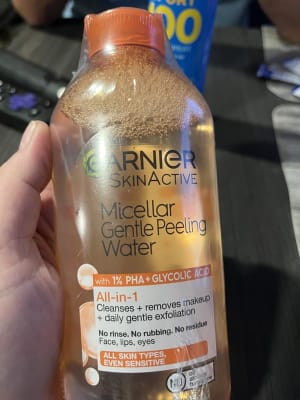 GARNIER
SKINACTIVE
Micellar
Gentle Peeling
Water
with 1% PHA + GLYCOLIC ACID
All-in-1
Cleanses + removes makeup
+ daily gentle exfoliation
No rinse. No rubbing. No residue
Face, lips, eyes
ALL SKIN TYPES,
EVEN SENSITIVE